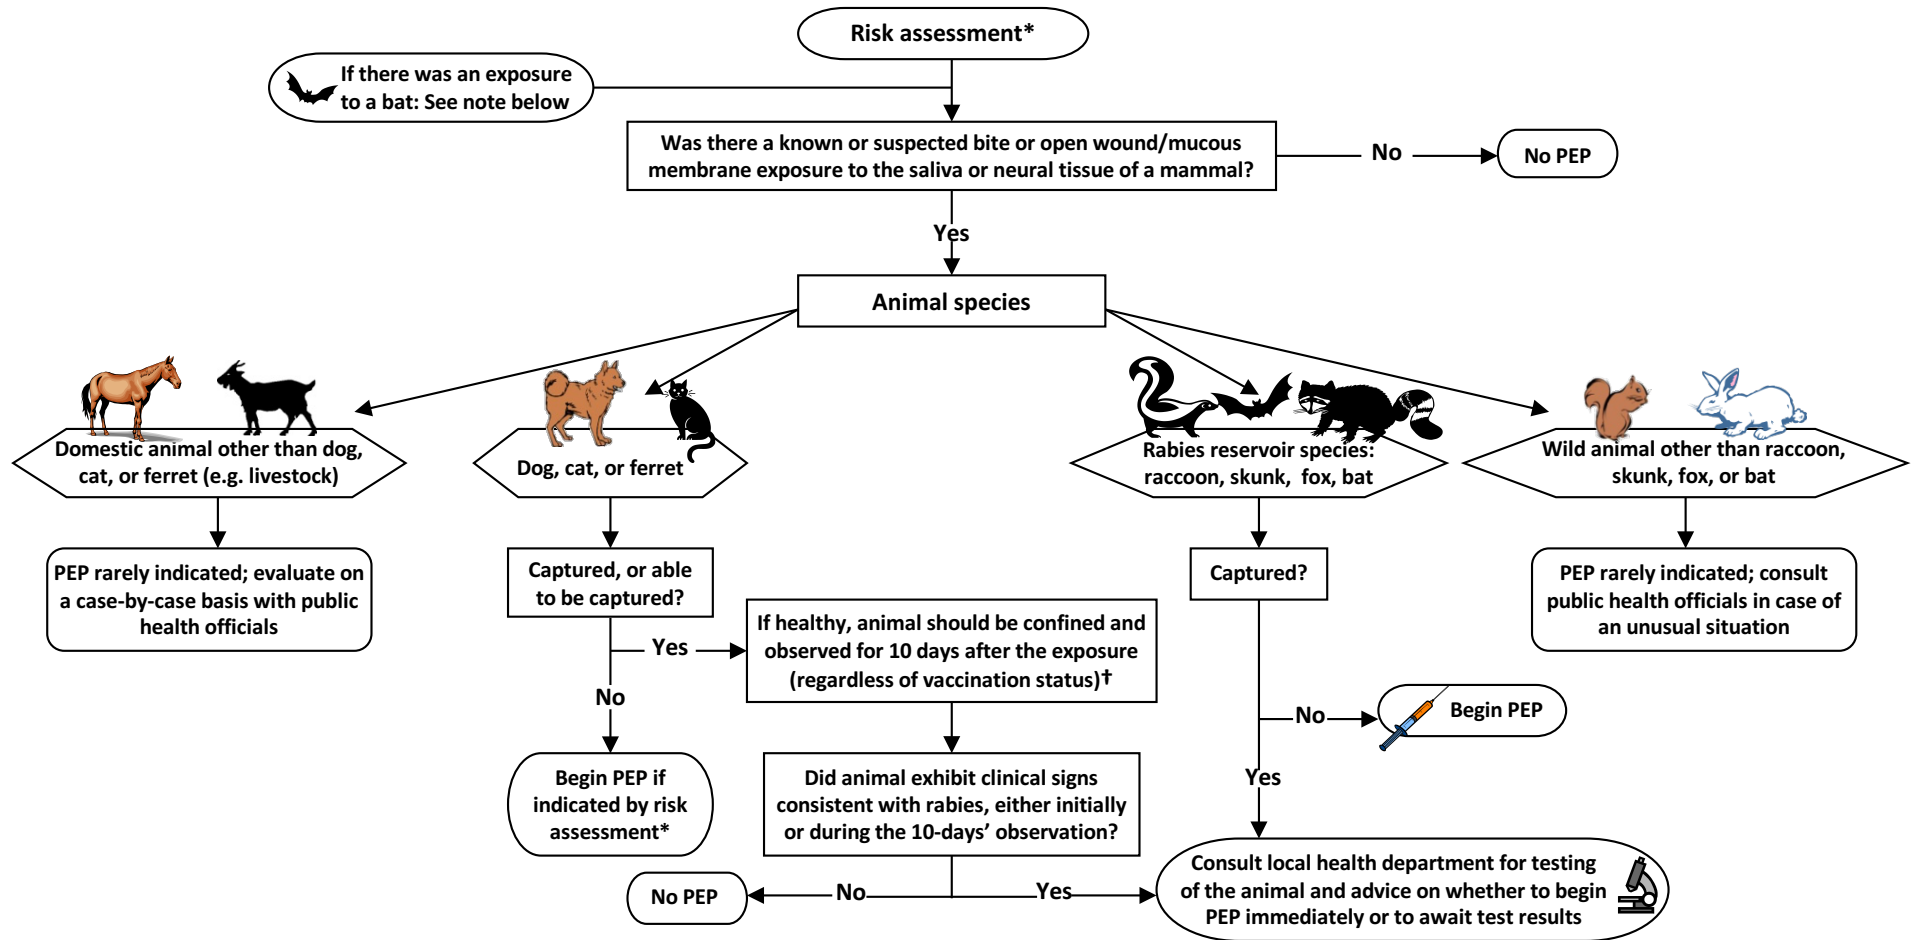 Risk assessment*
If there was an exposure
to a bat: See note below
Was there a known or suspected bite or open wound/mucous
membrane exposure to the saliva or neural tissue of a mammal?
No
No PEP
Yes
Animal species
Domestic animal other than dog,
cat, or ferret (e.g. livestock)
Dog, cat, or ferret
Rabies reservoir species:
raccoon, skunk, fox, bat
Wild animal other than raccoon,
skunk, fox, or bat
PEP rarely indicated; evaluate on
a case-by-case basis with public
health officials
Captured, or able
to be captured?
Captured?
PEP rarely indicated; consult
public health officials in case of
an unusual situation
Yes
If healthy, animal should be confined and
observed for 10 days after the exposure
(regardless of vaccination status)†
No
No
Begin PEP
Begin PEP if
indicated by risk
assessment*
Did animal exhibit clinical signs
consistent with rabies, either initially
or during the 10-days’ observation?
Yes
No PEP
No
Yes
Consult local health department for testing
of the animal and advice on whether to begin
PEP immediately or to await test results